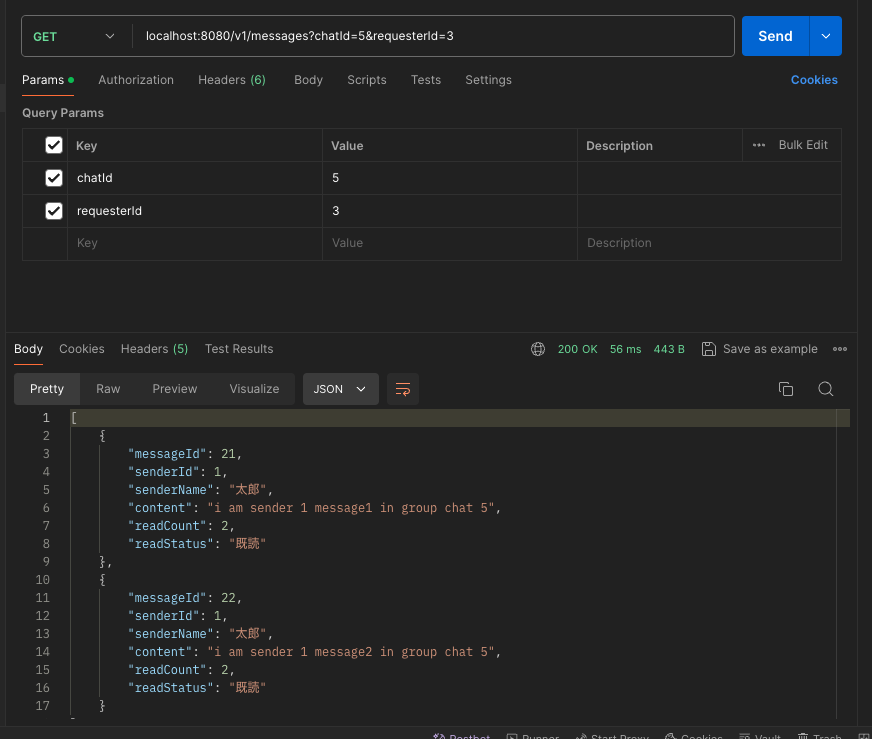 GET localhost:8080/v1/messages?chatId=5&requesterId=3 Send
Params Authorization Headers (6) Body Scripts Tests Settings Cookies
Query Params
Key Value Description ••• Bulk Edit
chatId 5
requesterId 3
Key Value Description
Body Cookies Headers (5) Test Results 200 OK 56 ms 443 B Save as example •••
Pretty Raw Preview Visualize JSON
1 [
2 {
3 "messageId": 21,
4 "senderId": 1,
5 "senderName": "太郎",
6 "content": "i am sender 1 message1 in group chat 5",
7 "readCount": 2,
8 "readStatus": "既読"
9 },
10 {
11 "messageId": 22,
12 "senderId": 1,
13 "senderName": "太郎",
14 "content": "i am sender 1 message2 in group chat 5",
15 "readCount": 2,
16 "readStatus": "既読"
17 }
Postbot Runner Start Proxy Cookies Vault Trash